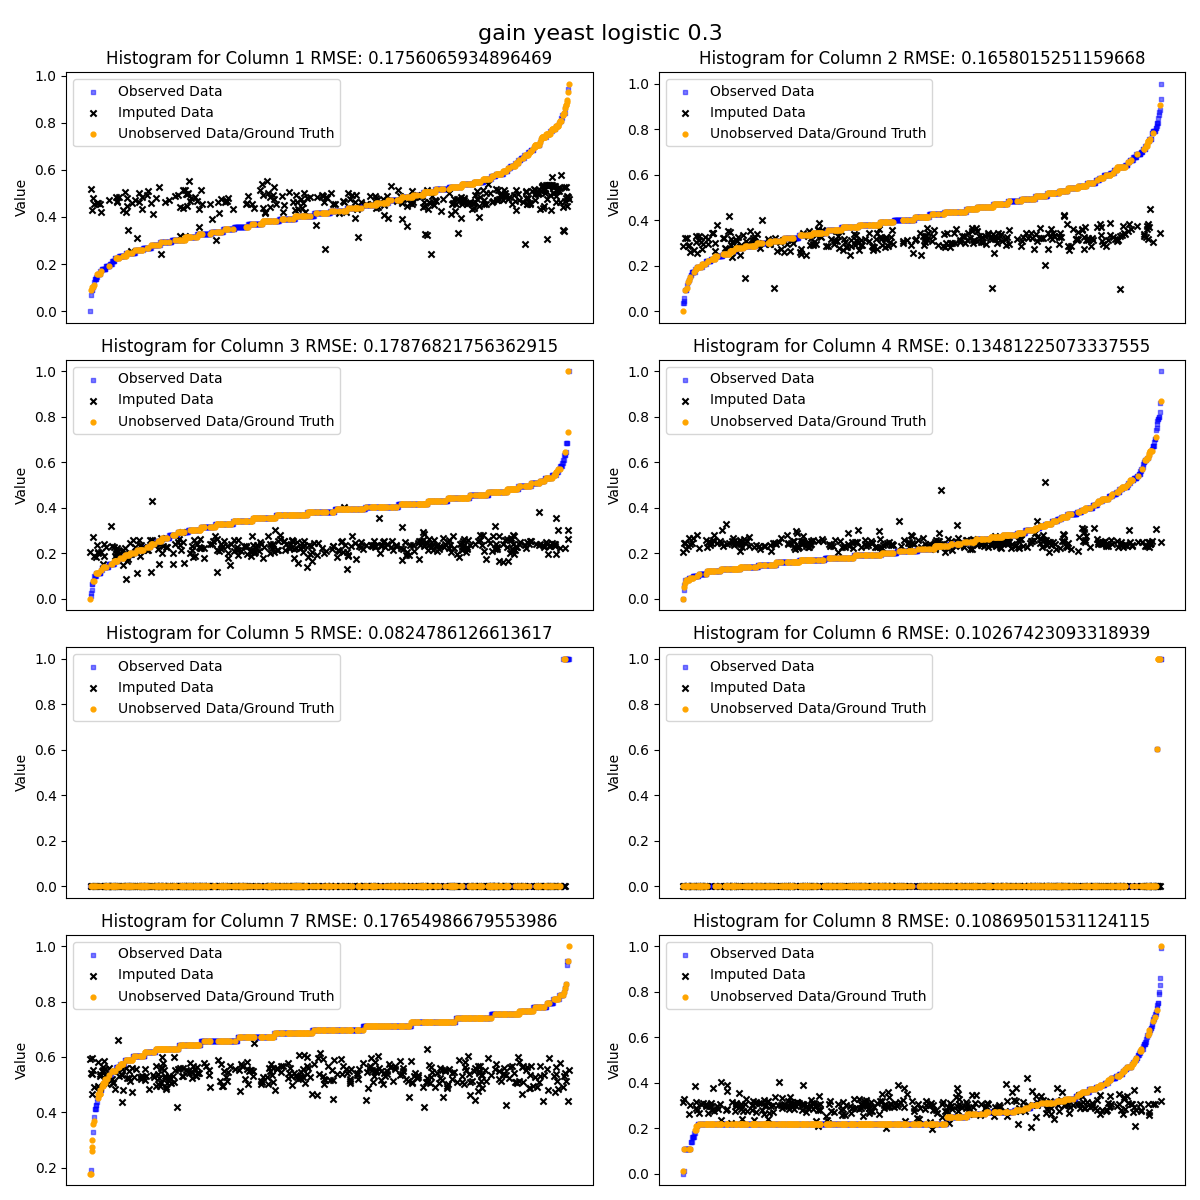 gain yeast logistic 0.3
Histogram for Column 1 RMSE: 0.1756065934896469
Observed Data
Imputed Data
Unobserved Data/Ground Truth
Value
1.0
0.8
0.6
0.4
0.2
0.0
Histogram for Column 2 RMSE: 0.1658015251159668
Observed Data
Imputed Data
Unobserved Data/Ground Truth
Value
1.0
0.8
0.6
0.4
0.2
0.0
Histogram for Column 3 RMSE: 0.17876821756362915
Observed Data
Imputed Data
Unobserved Data/Ground Truth
Value
1.0
0.8
0.6
0.4
0.2
0.0
Histogram for Column 4 RMSE: 0.13481225073337555
Observed Data
Imputed Data
Unobserved Data/Ground Truth
Value
1.0
0.8
0.6
0.4
0.2
0.0
Histogram for Column 5 RMSE: 0.0824786126613617
Observed Data
Imputed Data
Unobserved Data/Ground Truth
Value
1.0
0.8
0.6
0.4
0.2
0.0
Histogram for Column 6 RMSE: 0.10267423093318939
Observed Data
Imputed Data
Unobserved Data/Ground Truth
Value
1.0
0.8
0.6
0.4
0.2
0.0
Histogram for Column 7 RMSE: 0.17654986679553986
Observed Data
Imputed Data
Unobserved Data/Ground Truth
Value
1.0
0.8
0.6
0.4
0.2
Histogram for Column 8 RMSE: 0.10869501531124115
Observed Data
Imputed Data
Unobserved Data/Ground Truth
Value
1.0
0.8
0.6
0.4
0.2
0.0